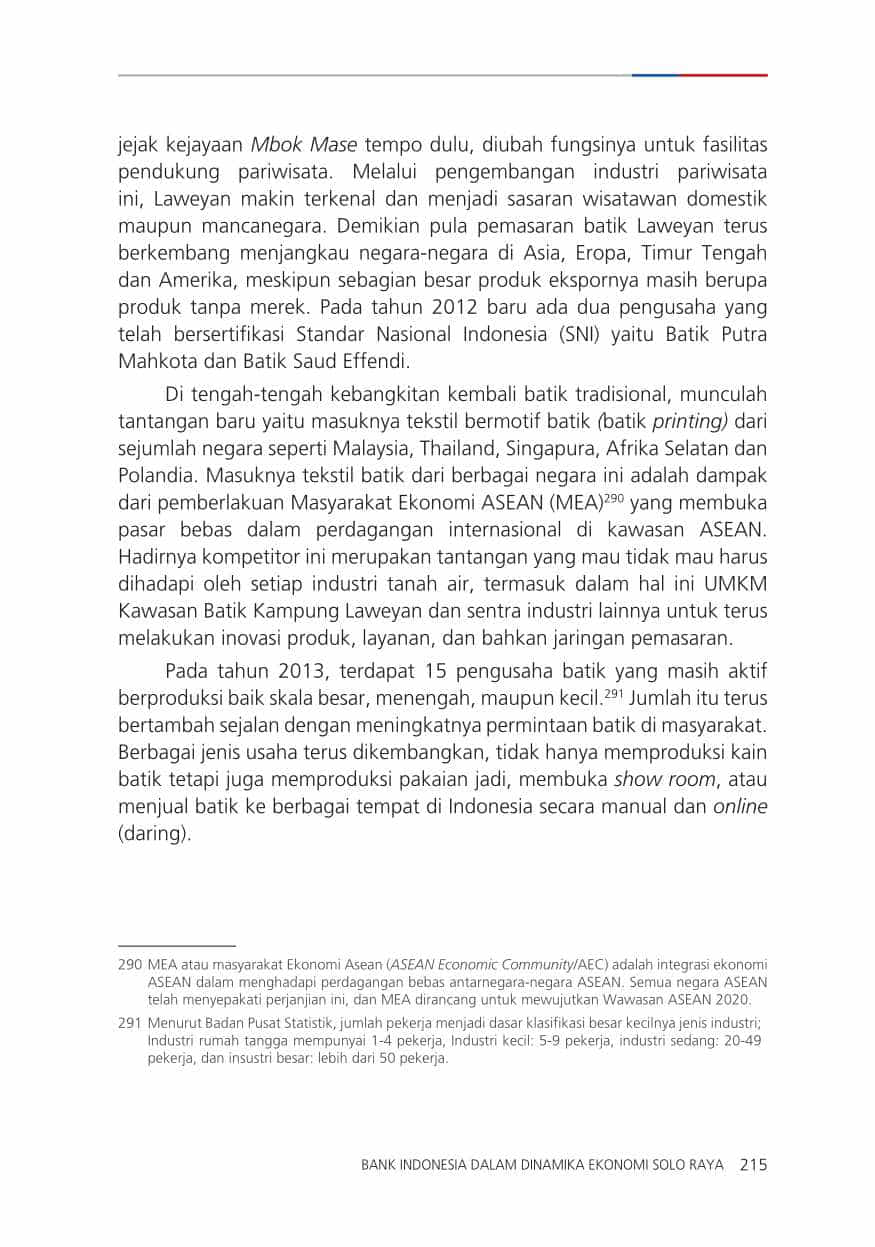 jejak kejayaan Mbok Mase tempo dulu, diubah fungsinya untuk fasilitas
pendukung pariwisata. Melalui pengembangan industri pariwisata
ini, Laweyan makin terkenal dan menjadi sasaran wisatawan domestik
maupun mancanegara. Demikian pula pemasaran batik Laweyan terus
berkembang menjangkau negara-negara di Asia, Eropa, Timur Tengah
dan Amerika, meskipun sebagian besar produk ekspornya masih berupa
produk tanpa merek. Pada tahun 2012 baru ada dua pengusaha yang
telah bersertifikasi Standar Nasional Indonesia (SNI) yaitu Batik Putra
Mahkota dan Batik Saud Effendi.
Di tengah-tengah kebangkitan kembali batik tradisional, munculah
tantangan baru yaitu masuknya tekstil bermotif batik (batik printing) dari
sejumlah negara seperti Malaysia, Thailand, Singapura, Afrika Selatan dan
Polandia. Masuknya tekstil batik dari berbagai negara ini adalah dampak
dari pemberlakuan Masyarakat Ekonomi ASEAN (MEA)290 yang membuka
pasar bebas dalam perdagangan internasional di kawasan ASEAN.
Hadirnya kompetitor ini merupakan tantangan yang mau tidak mau harus
dihadapi oleh setiap industri tanah air, termasuk dalam hal ini UMKM
Kawasan Batik Kampung Laweyan dan sentra industri lainnya untuk terus
melakukan inovasi produk, layanan, dan bahkan jaringan pemasaran.
Pada tahun 2013, terdapat 15 pengusaha batik yang masih aktif
berproduksi baik skala besar, menengah, maupun kecil.291 Jumlah itu terus
bertambah sejalan dengan meningkatnya permintaan batik di masyarakat.
Berbagai jenis usaha terus dikembangkan, tidak hanya memproduksi kain
batik tetapi juga memproduksi pakaian jadi, membuka show room, atau
menjual batik ke berbagai tempat di Indonesia secara manual dan online
(daring).
290 MEA atau masyarakat Ekonomi Asean (ASEAN Economic Community/AEC) adalah integrasi ekonomi
ASEAN dalam menghadapi perdagangan bebas antarnegara-negara ASEAN. Semua negara ASEAN
telah menyepakati perjanjian ini, dan MEA dirancang untuk mewujutkan Wawasan ASEAN 2020.
291 Menurut Badan Pusat Statistik, jumlah pekerja menjadi dasar klasifikasi besar kecilnya jenis industri;
Industri rumah tangga mempunyai 1-4 pekerja, Industri kecil: 5-9 pekerja, industri sedang: 20-49
pekerja, dan insustri besar: lebih dari 50 pekerja.
BANK INDONESIA DALAM DINAMIKA EKONOMI SOLO RAYA 215